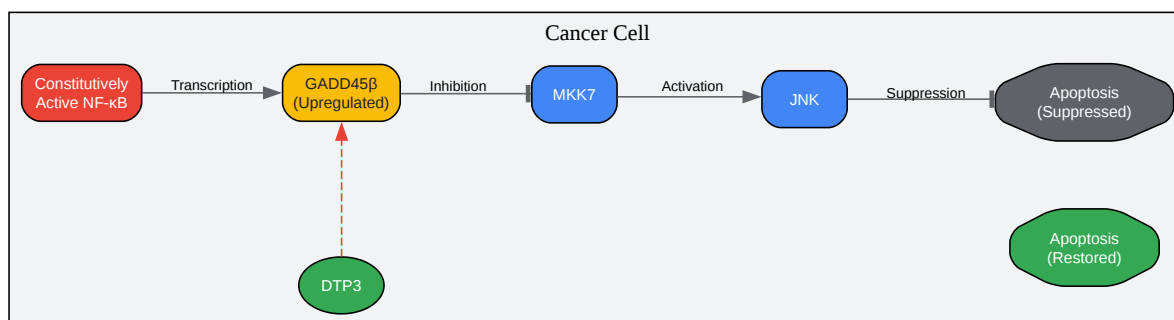 Cancer Cell
Constitutively
Active NF-κB
Transcription
GADD45β
(Upregulated)
Inhibition
MKK7
Activation
JNK
Suppression
Apoptosis
(Suppressed)
Apoptosis
(Restored)
DTP3